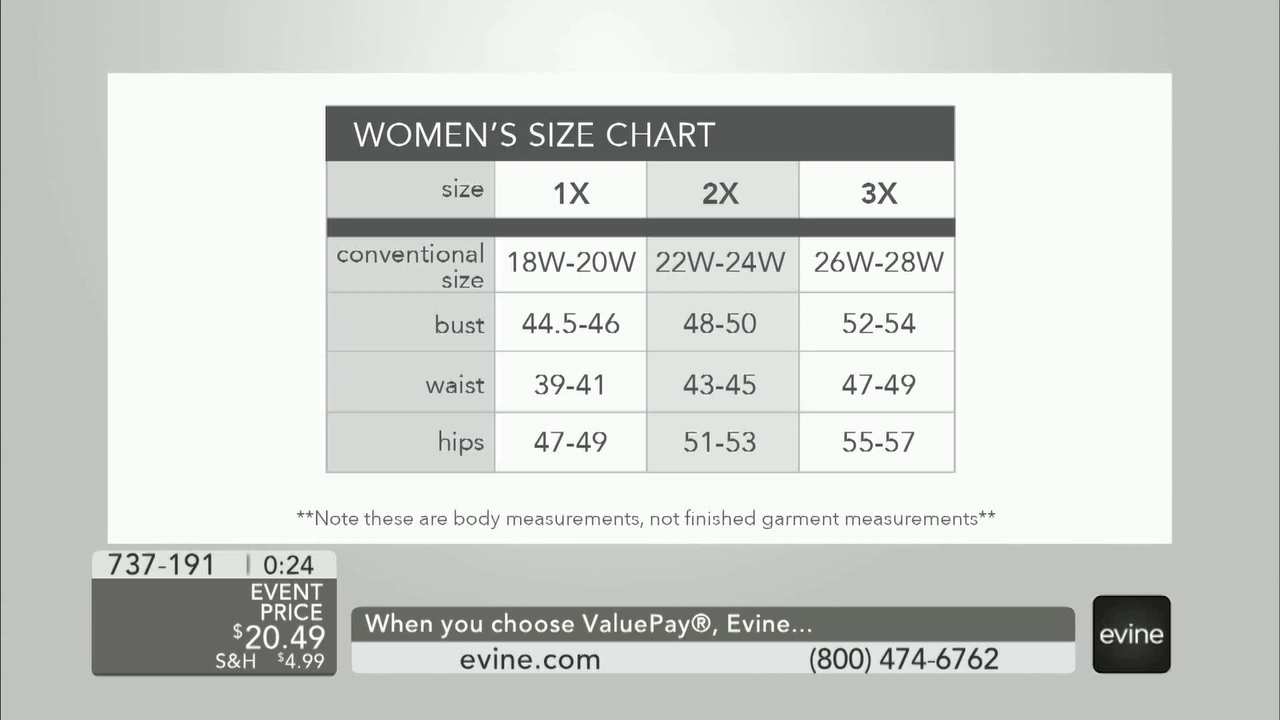 WOMEN'S SIZE CHART
size 1X 2X 3X
conventional size 18W-20W 22W-24W 26W-28W
bust 44.5-46 48-50 52-54
waist 39-41 43-45 47-49
hips 47-49 51-53 55-57
**Note these are body measurements, not finished garment measurements**
737-191 | 0:24
EVENT
PRICE
$20.49
S&H $4.99
When you choose ValuePay®, Evine...
evine.com (800) 474-6762
evine